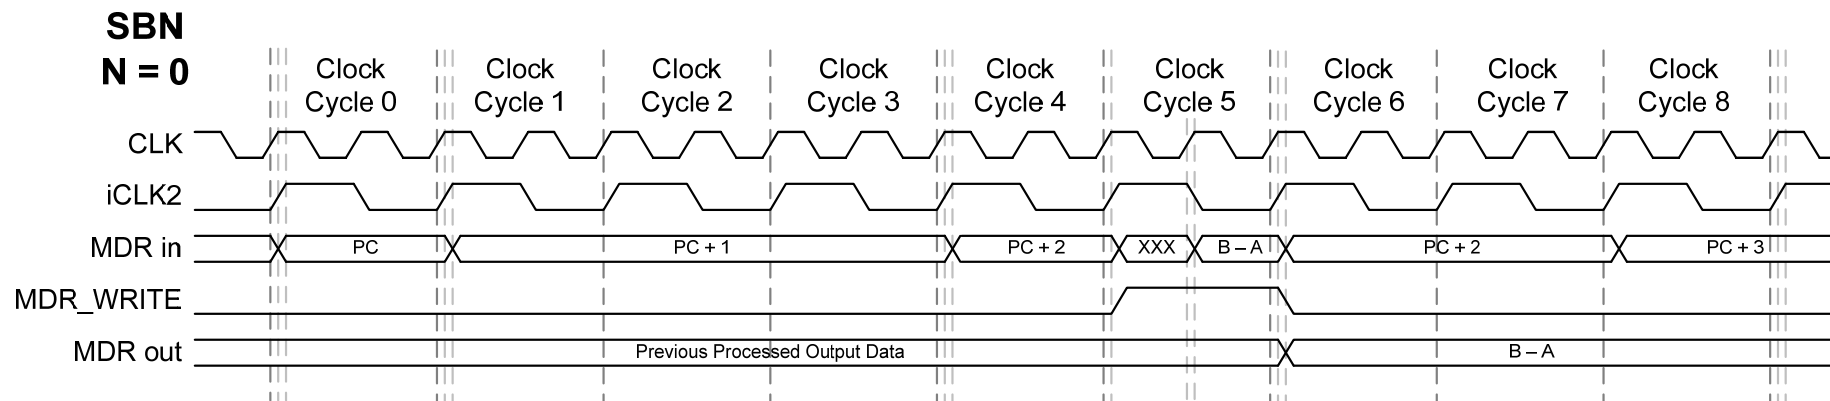 SBN
N = 0
Clock Cycle 0
Clock Cycle 1
Clock Cycle 2
Clock Cycle 3
Clock Cycle 4
Clock Cycle 5
Clock Cycle 6
Clock Cycle 7
Clock Cycle 8
CLK
iCLK2
MDR in
PC
PC + 1
PC + 2
XXX
B – A
PC + 2
PC + 3
MDR_WRITE
MDR out
Previous Processed Output Data
B – A